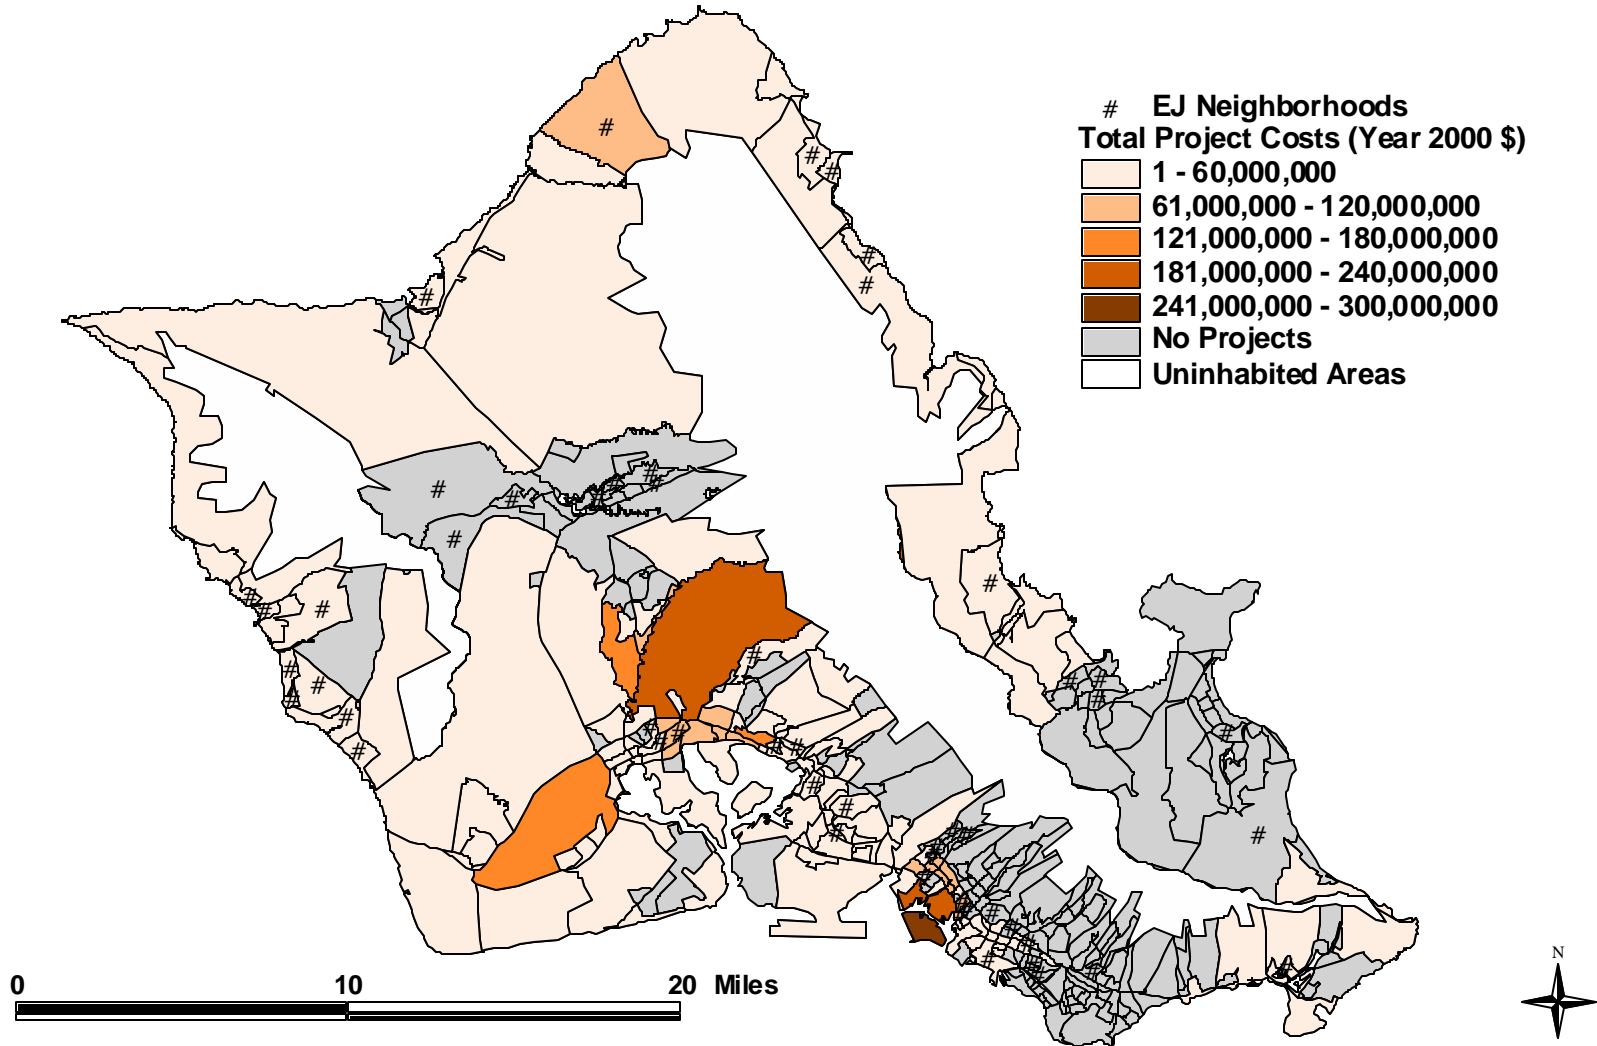 # EJ Neighborhoods
Total Project Costs (Year 2000 $)
1 - 60,000,000
61,000,000 - 120,000,000
121,000,000 - 180,000,000
181,000,000 - 240,000,000
241,000,000 - 300,000,000
No Projects
Uninhabited Areas
0 10 20 Miles
N